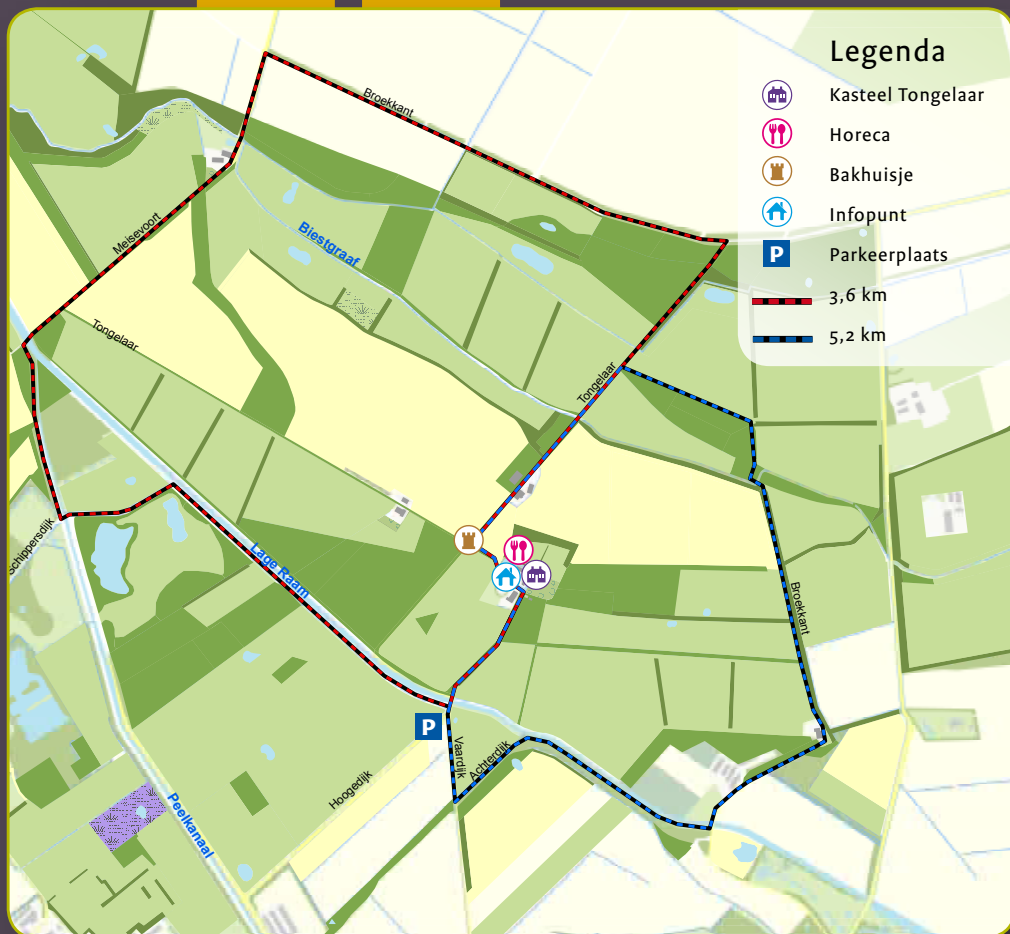 Legenda
Kasteel Tongelaar
Horeca
Bakhuisje
Infopunt
P Parkeerplaats
3,6 km
5,2 km
Broekkant
Meisevoort
Biestgraaf
Tongelaar
Tongelaar
Schippersdijk
Lage Raam
Broekkant
P
Vaardijk
Achterdijk
Hoogedijk
Peelkanaal